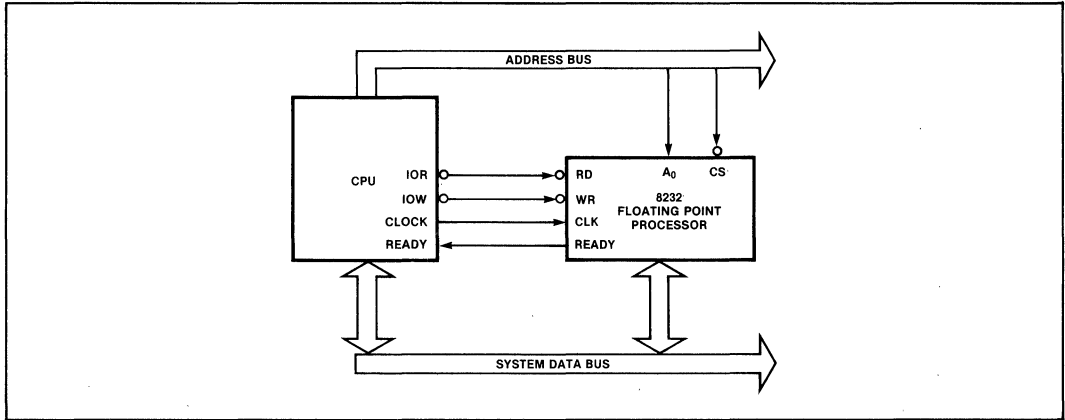 ADDRESS BUS
CPU
IOR
IOW
CLOCK
READY
RD
WR
CLK
READY
A0
CS
8232
FLOATING POINT
PROCESSOR
SYSTEM DATA BUS